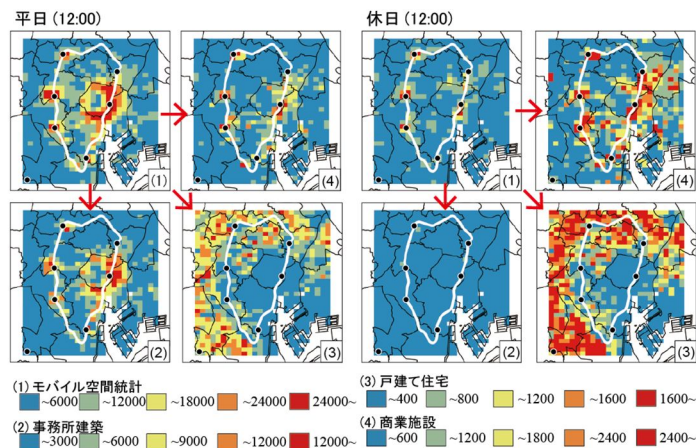 平日(12:00)
休日(12:00)
(1)
(4)
(1)
(4)
(2)
(3)
(2)
(3)
(1) モバイル空間統計
~6000 ~12000 ~18000 ~24000 24000~
(2) 事務所建築
~3000 ~6000 ~9000 ~12000 12000~
(3) 戸建て住宅
~400 ~800 ~1200 ~1600 1600~
(4) 商業施設
~600 ~1200 ~1800 ~2400 2400~